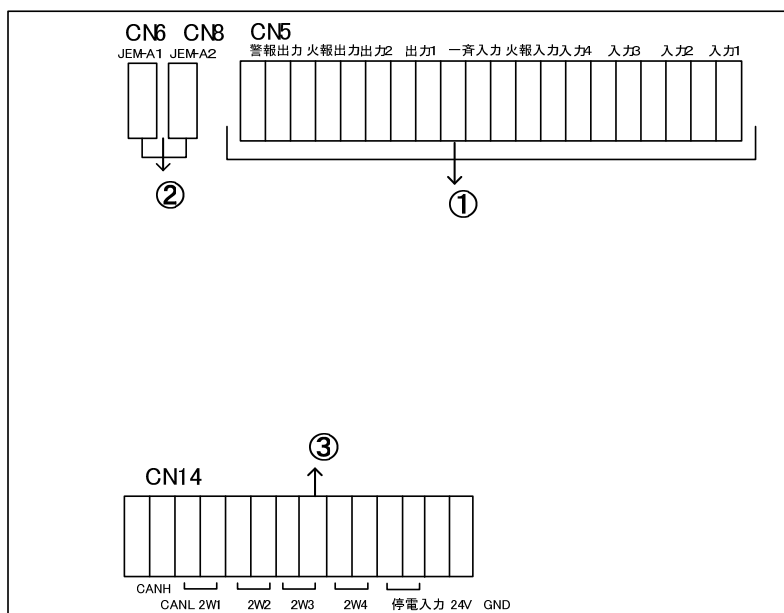 CN6 CN8 CN5
JEM-A1 JEM-A2 警報出力 火報出力 出力2 出力1 一斉入力 火報入力 入力4 入力3 入力2 入力1
② ①
③
CN14
CANH
CANL 2W1 2W2 2W3 2W4 停電入力 24V GND